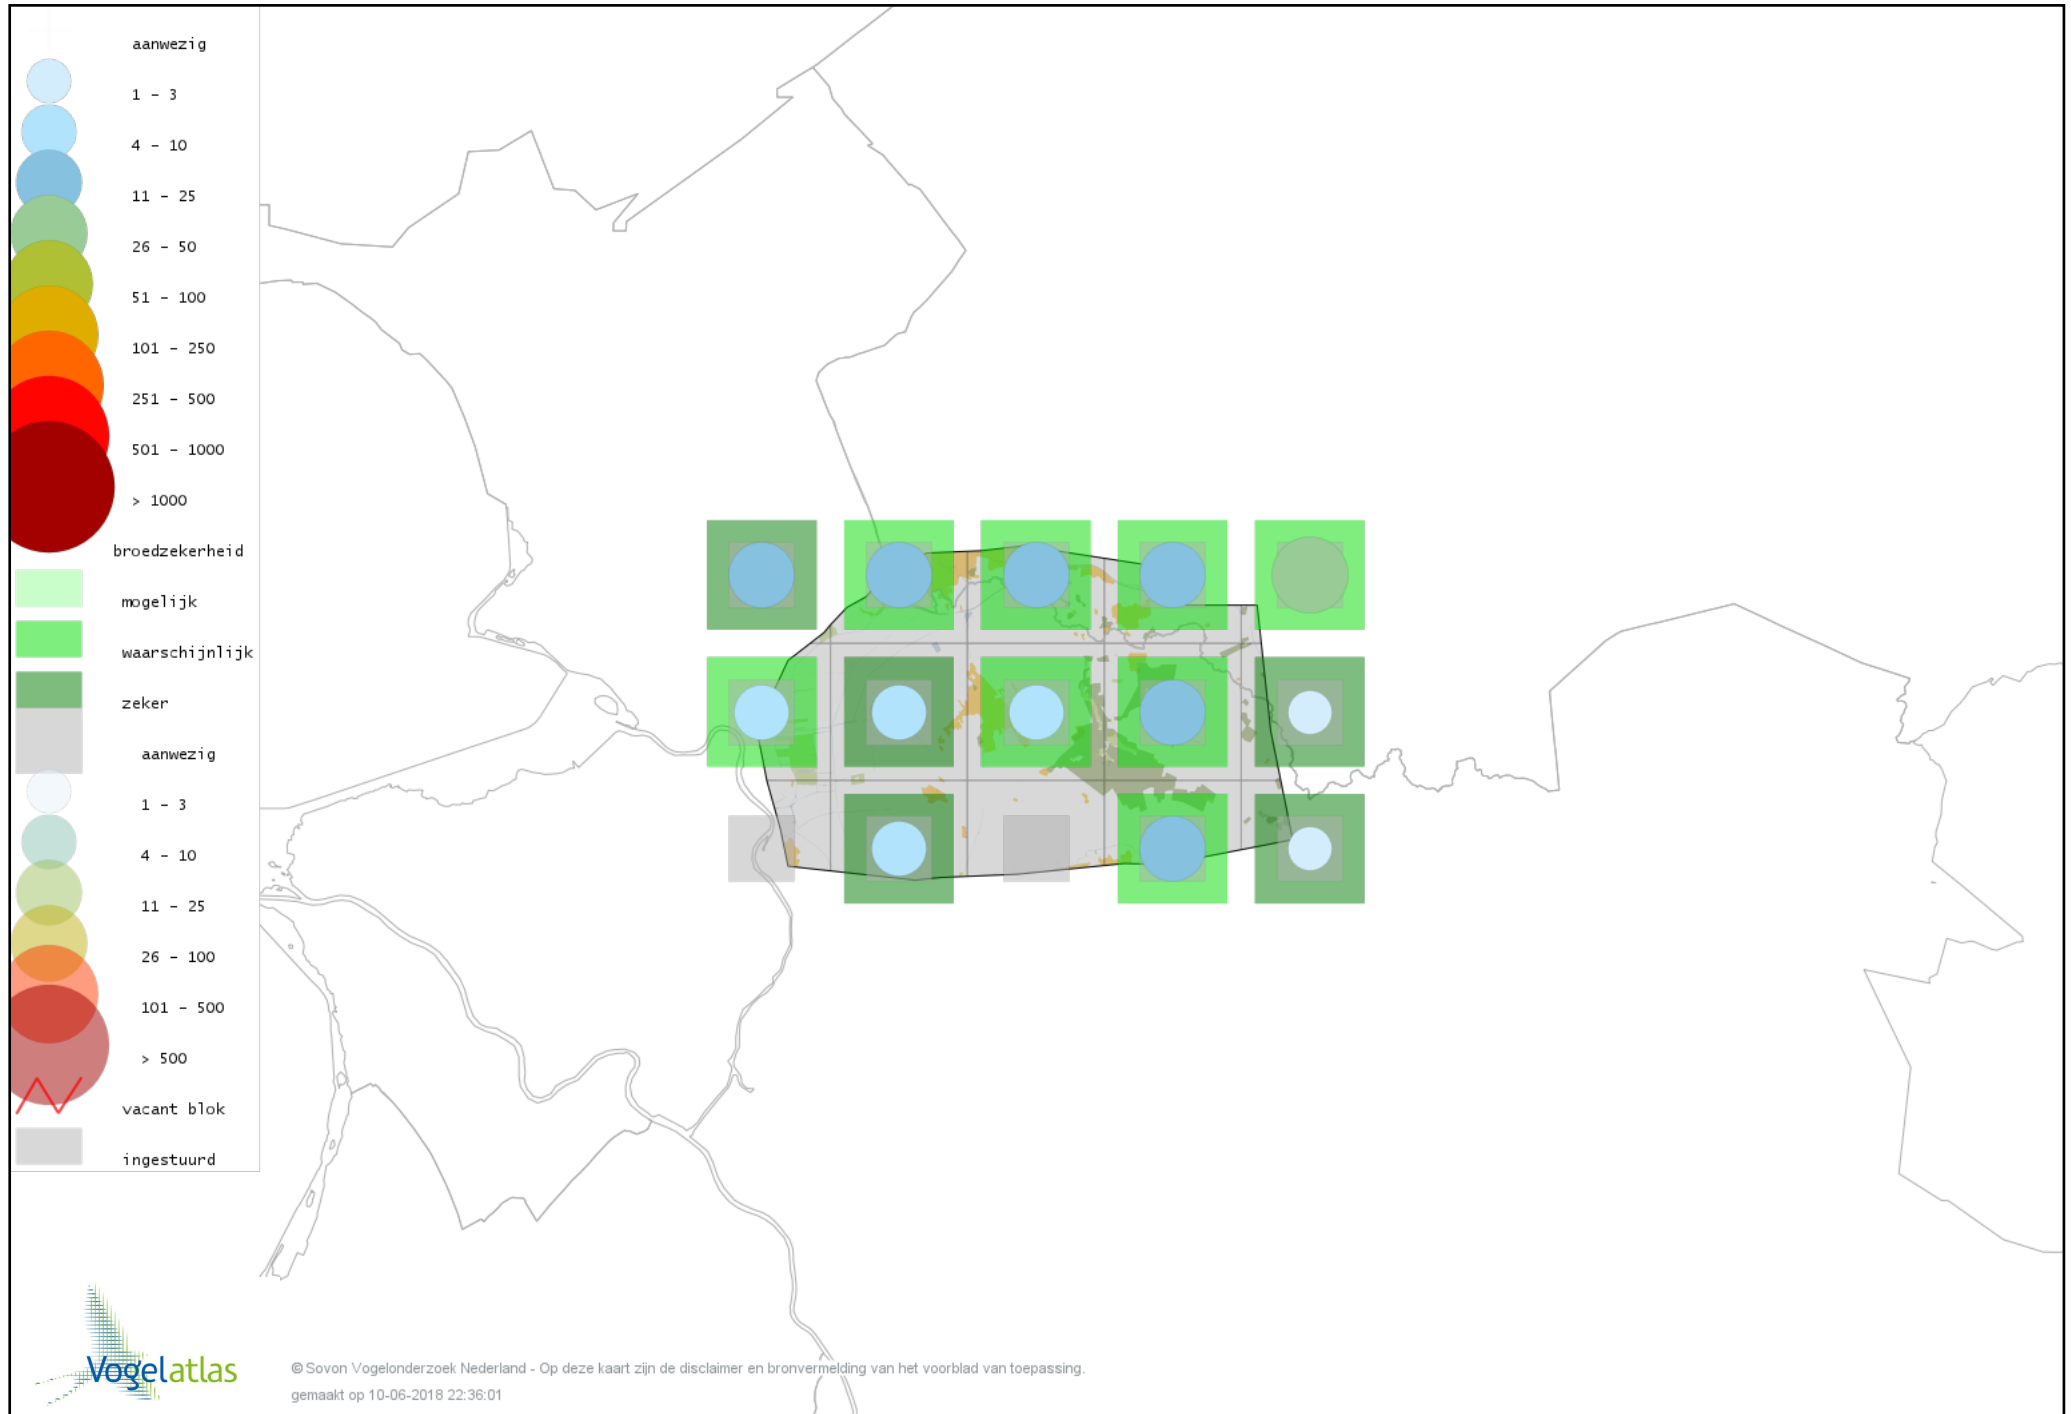 aanwezig
1 - 3
4 - 10
11 - 25
26 - 50
51 - 100
101 - 250
251 - 500
501 - 1000
> 1000
broedzekerheid
mogelijk
waarschijnlijk
zeker
aanwezig
1 - 3
4 - 10
11 - 25
26 - 100
101 - 500
> 500
vacant blok
ingestuurd
Vogelatlas
© Sovon Vogelonderzoek Nederland - Op deze kaart zijn de disclaimer en bronvermelding van het voorblad van toepassing.
gemaakt op 10-06-2018 22:36:01